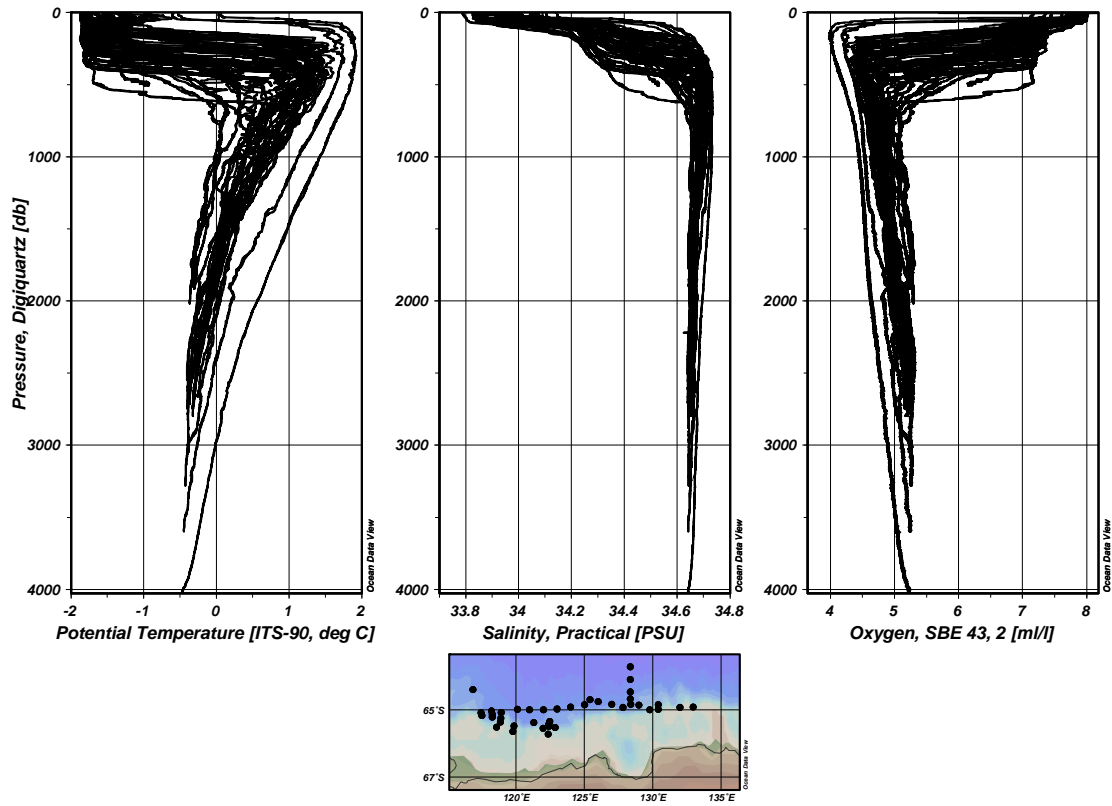 0
1000
2000
3000
4000
Pressure, Digiquartz [db]
-2 -1 0 1 2
Potential Temperature [ITS-90, deg C]
Ocean Data View
33.8 34 34.2 34.4 34.6 34.8
Salinity, Practical [PSU]
Ocean Data View
0
1000
2000
3000
4000
4 5 6 7 8
Oxygen, SBE 43, 2 [ml/l]
Ocean Data View
0
1000
2000
3000
4000
65˚S
67˚S
120˚E 125˚E 130˚E 135˚E
Ocean Data View